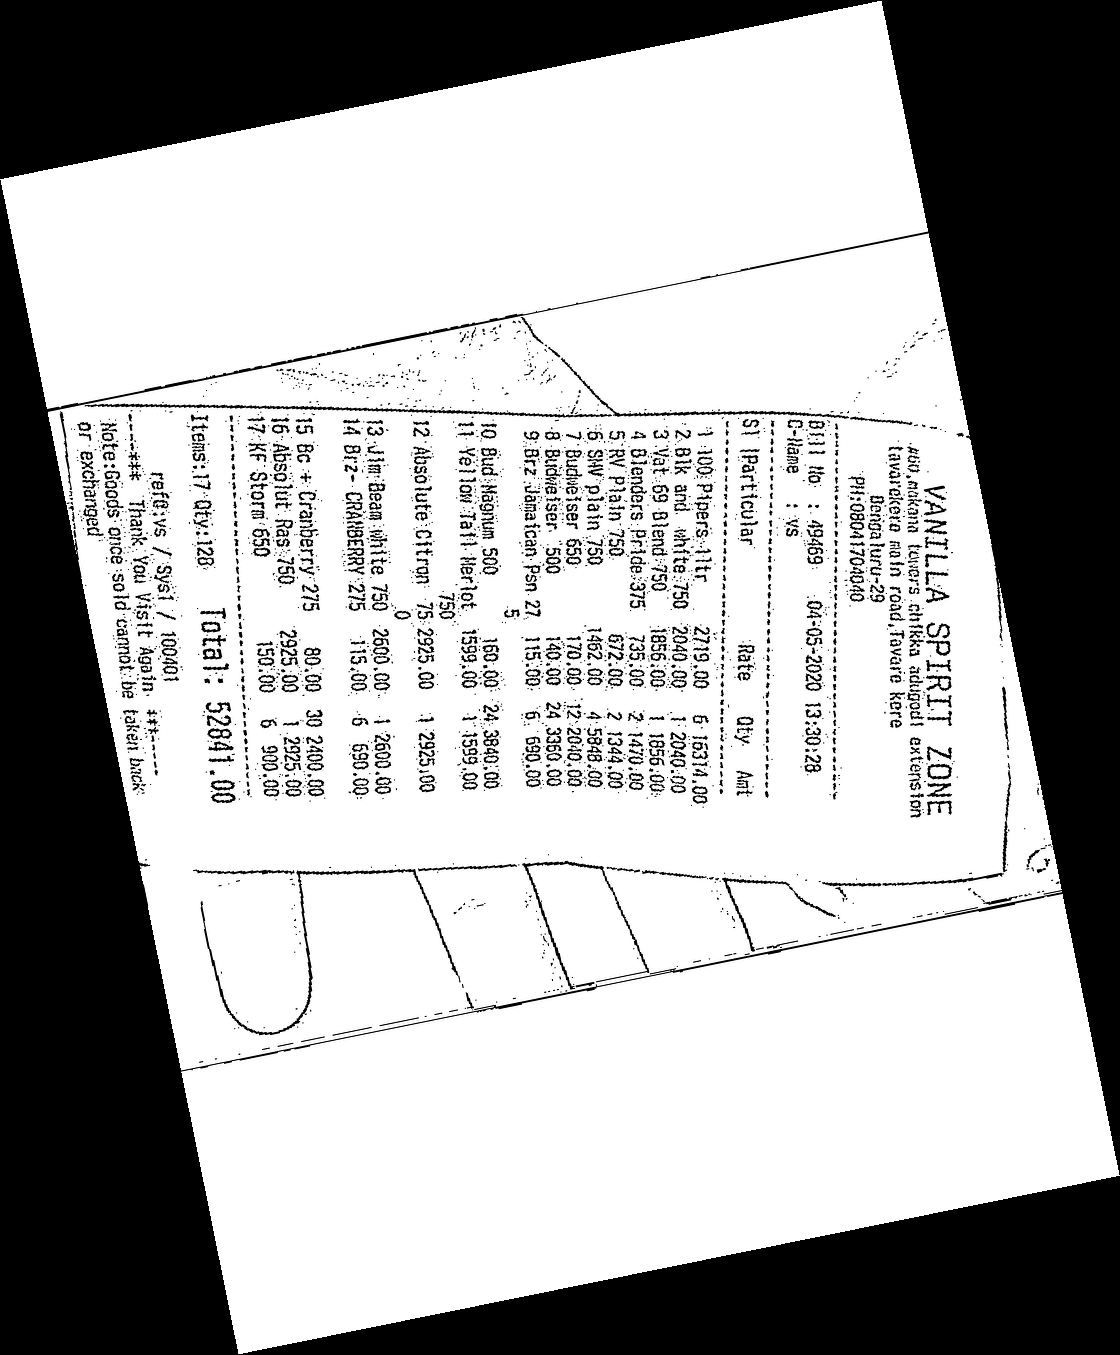 VANILLA SPIRIT ZONE
#60,makana towers chikka adugodi extension
tavarekera main road,Tavare kere
Bengaluru-29
PH:08041704040
Bill No : 49469 04-05-2020 13:30:28
C-Name : vs
Sl |Particular Rate Qty Amt
1 100 Pipers 1ltr 2719.00 6 16314.00
2 Blk and white 750 2040.00 1 2040.00
3 Vat 69 Blend 750 1856.00 1 1856.00
4 Blenders Pride 375 735.00 2 1470.00
5 RV Plain 750 672.00 2 1344.00
6 SNV plain 750 1462.00 4 5848.00
7 Budweiser 650 170.00 12 2040.00
8 Budweiser 500 140.00 24 3360.00
9 Brz Jamaican Psn 27 115.00 6 690.00
5
10 Bud Magnum 500 160.00 24 3840.00
11 Yellow Tail Merlot 1599.00 1 1599.00
750
12 Absolute Citron 75 2925.00 1 2925.00
0
13 Jim Beam white 750 2600.00 1 2600.00
14 Brz- CRANBERRY 275 115.00 6 690.00
15 Bc + Cranberry 275 80.00 30 2400.00
16 Absolut Ras 750 2925.00 1 2925.00
17 KF Storm 650 150.00 6 900.00
Items:17 Qty:128 Total: 52841.00
ref@:vs / Sys1 / 100401
----*** Thank You Visit Again ***----
Note:Goods once sold cannot be taken back
or exchanged